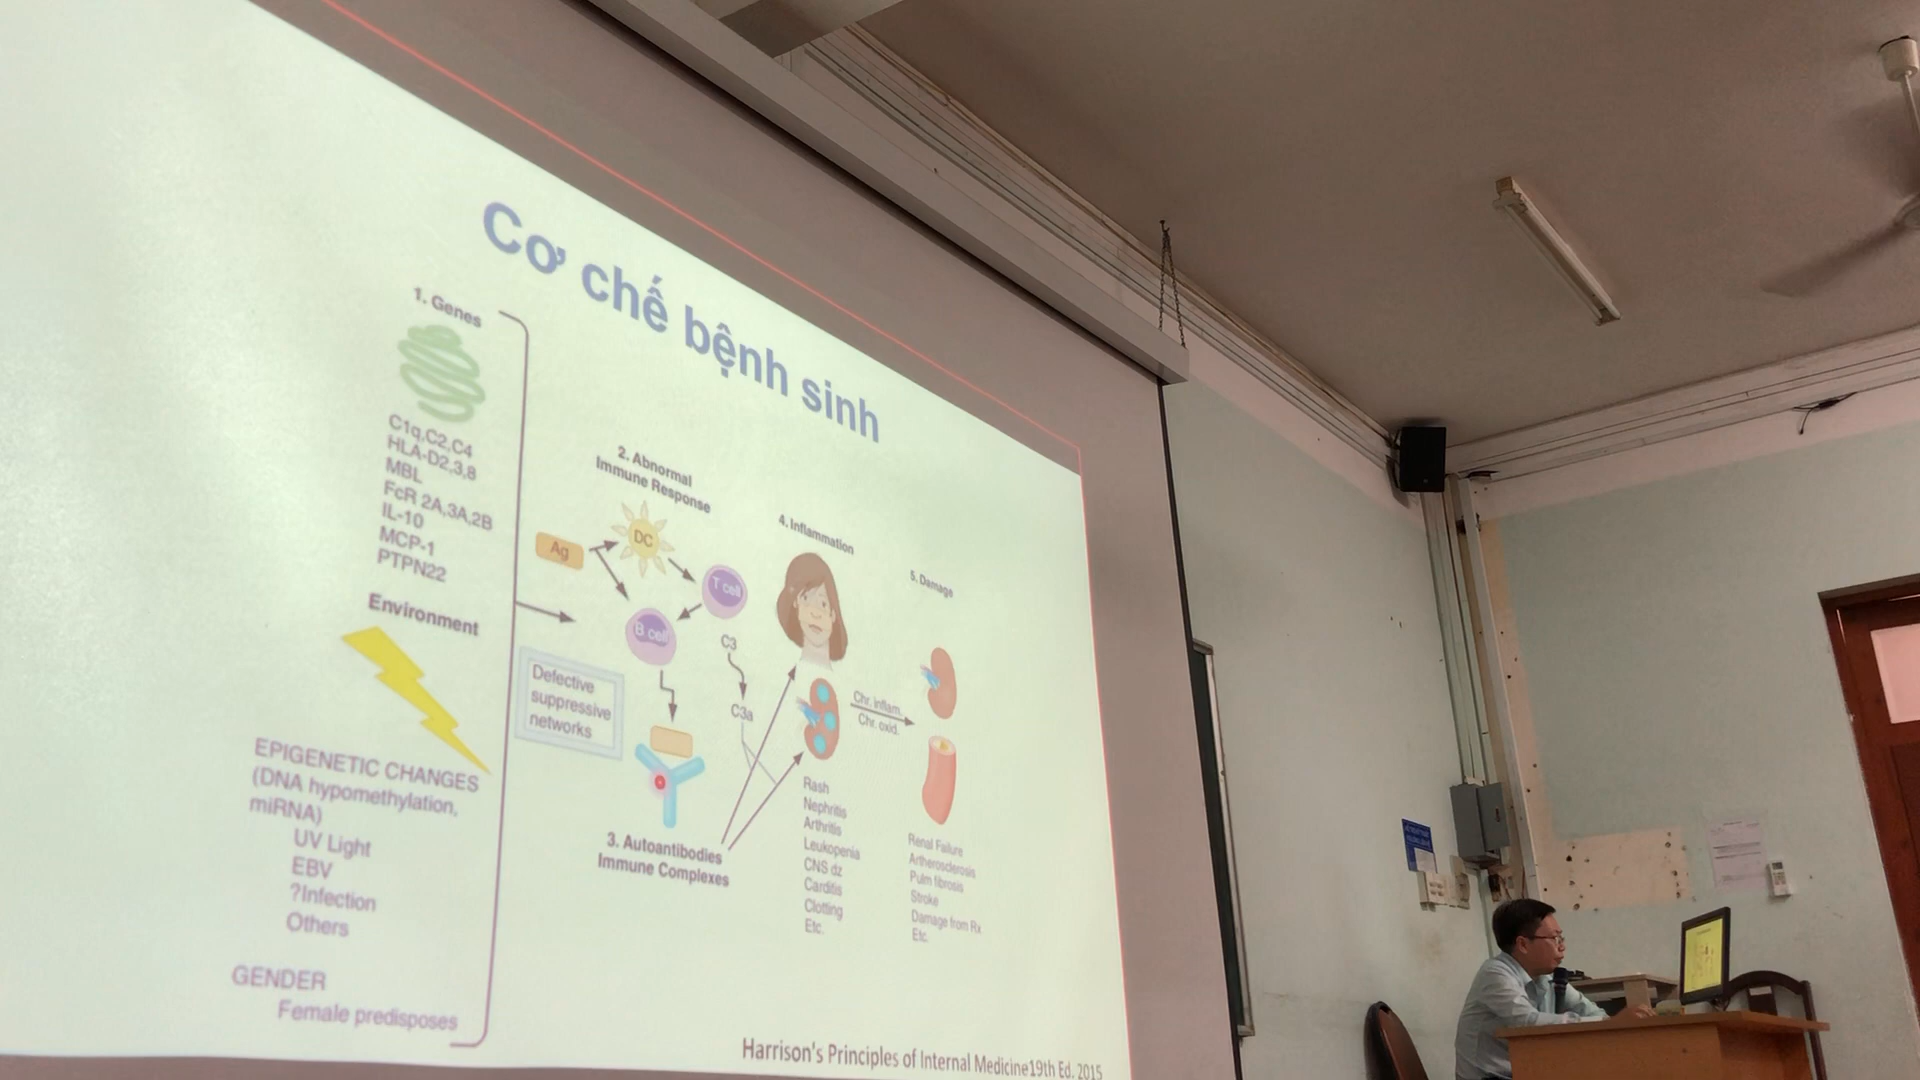 Cơ chế bệnh sinh
1. Genes
C1q,C2,C4
HLA-D2,3,8
MBL
FcR 2A,3A,2B
IL-10
MCP-1
PTPN22
Environment
EPIGENETIC CHANGES
(DNA hypomethylation,
miRNA)
UV Light
EBV
?Infection
Others
GENDER
Female predisposes
2. Abnormal
Immune Response
Ag
DC
T cell
B cell
Defective
suppressive
networks
C3
C3a
3. Autoantibodies
Immune Complexes
4. Inflammation
Rash
Nephritis
Arthritis
Leukopenia
CNS dz
Carditis
Clotting
Etc.
Chr. inflam.
Chr. oxid.
5. Damage
Renal Failure
Artherosclerosis
Pulm fibrosis
Stroke
Damage from Rx
Etc.
Harrison's Principles of Internal Medicine19th Ed. 2015